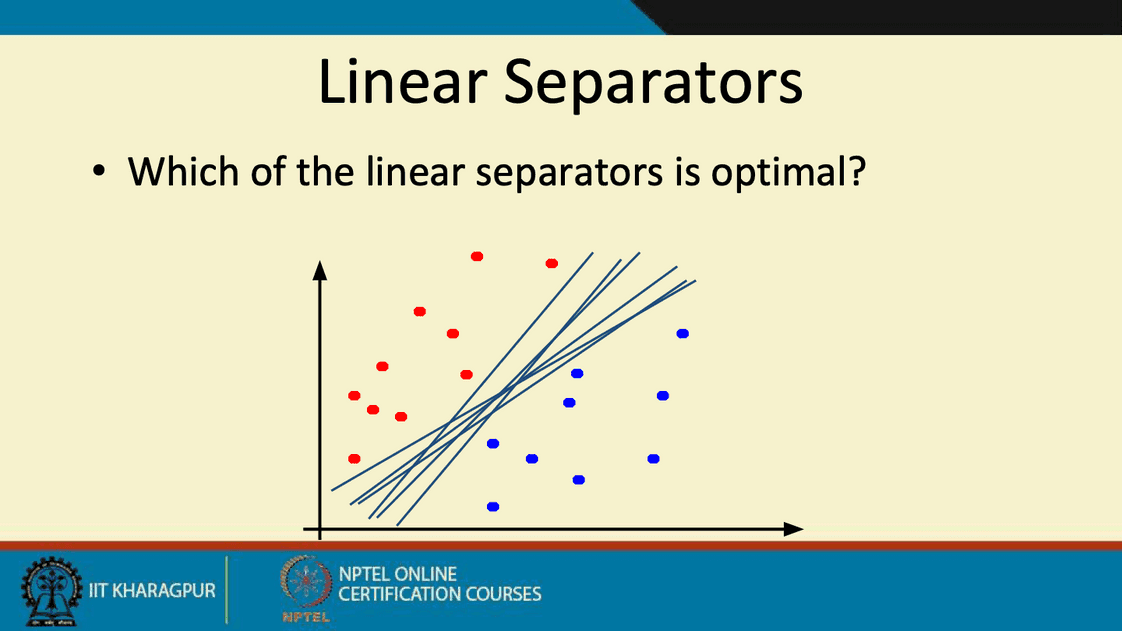 Linear Separators
• Which of the linear separators is optimal?
IIT KHARAGPUR
NPTEL ONLINE
CERTIFICATION COURSES
NPTEL